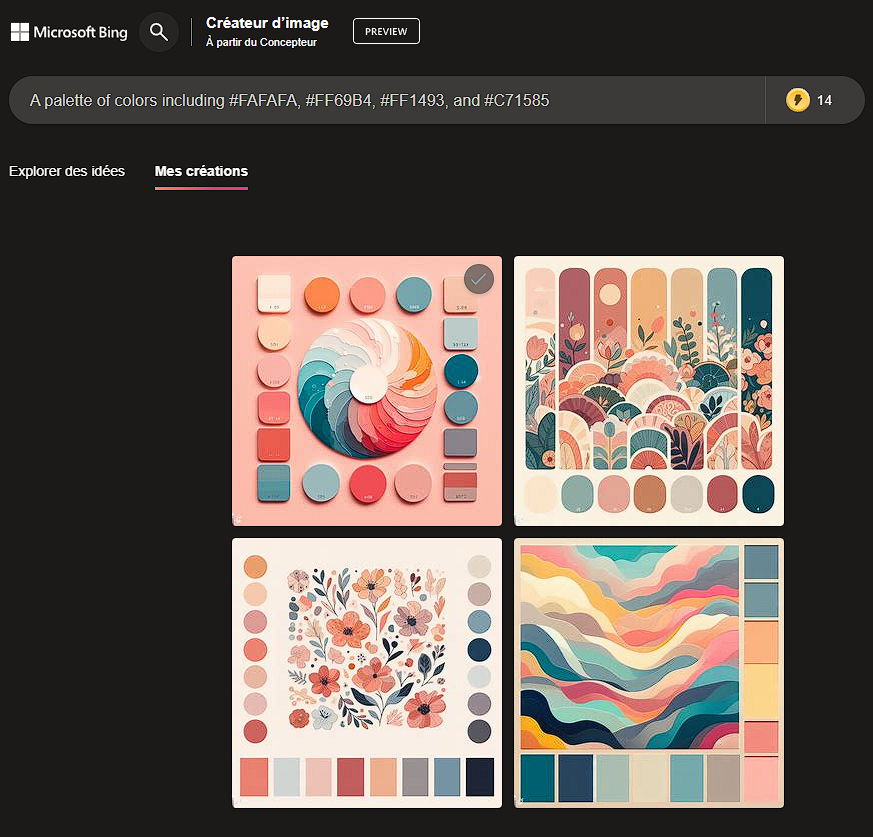 Microsoft Bing
Créateur d’image
À partir du Concepteur
PREVIEW
A palette of colors including #FAFAFA, #FF69B4, #FF1493, and #C71585
14
Explorer des idées
Mes créations